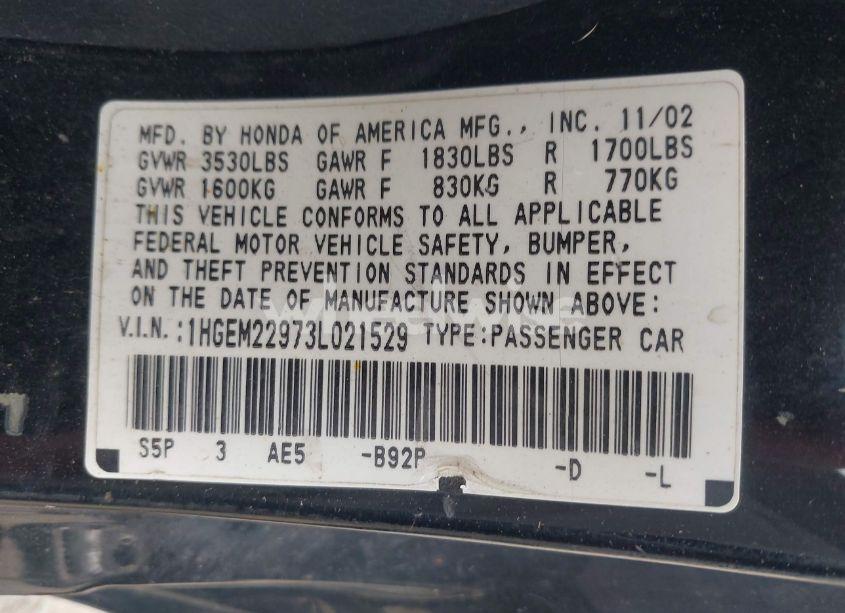 MFD. BY HONDA OF AMERICA MFG., INC. 11/02
GVWR 3530LBS GAWR F 1830LBS R 1700LBS
GVWR 1600KG GAWR F 830KG R 770KG
THIS VEHICLE CONFORMS TO ALL APPLICABLE
FEDERAL MOTOR VEHICLE SAFETY, BUMPER,
AND THEFT PREVENTION STANDARDS IN EFFECT
ON THE DATE OF MANUFACTURE SHOWN ABOVE:
V.I.N.:1HGEM22973L021529 TYPE:PASSENGER CAR
S5P 3 AE5 -B92P -D -L